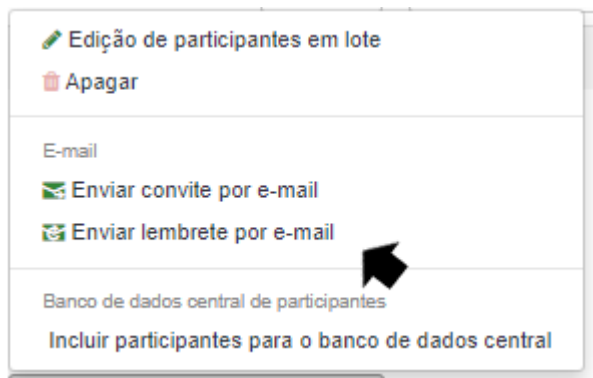 Edição de participantes em lote
Apagar
E-mail
Enviar convite por e-mail
Enviar lembrete por e-mail
Banco de dados central de participantes
Incluir participantes para o banco de dados central